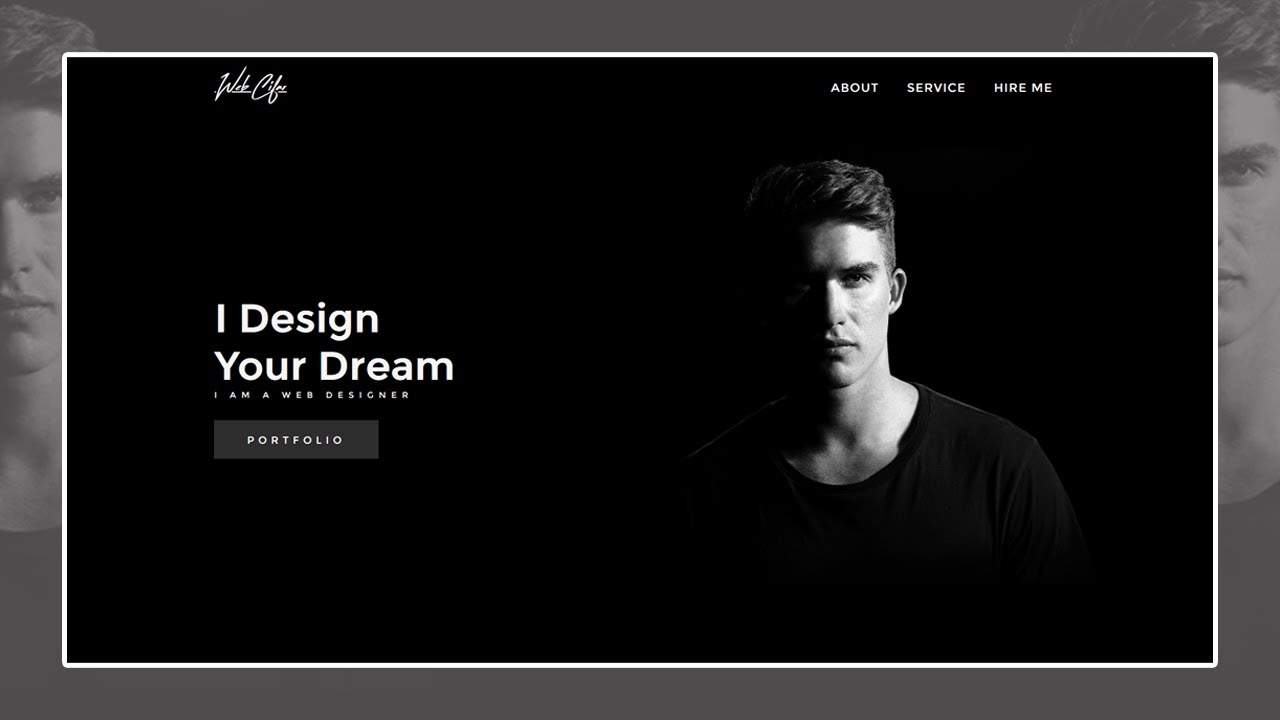 Web Cifar
ABOUT SERVICE HIRE ME
I Design
Your Dream
I AM A WEB DESIGNER
PORTFOLIO